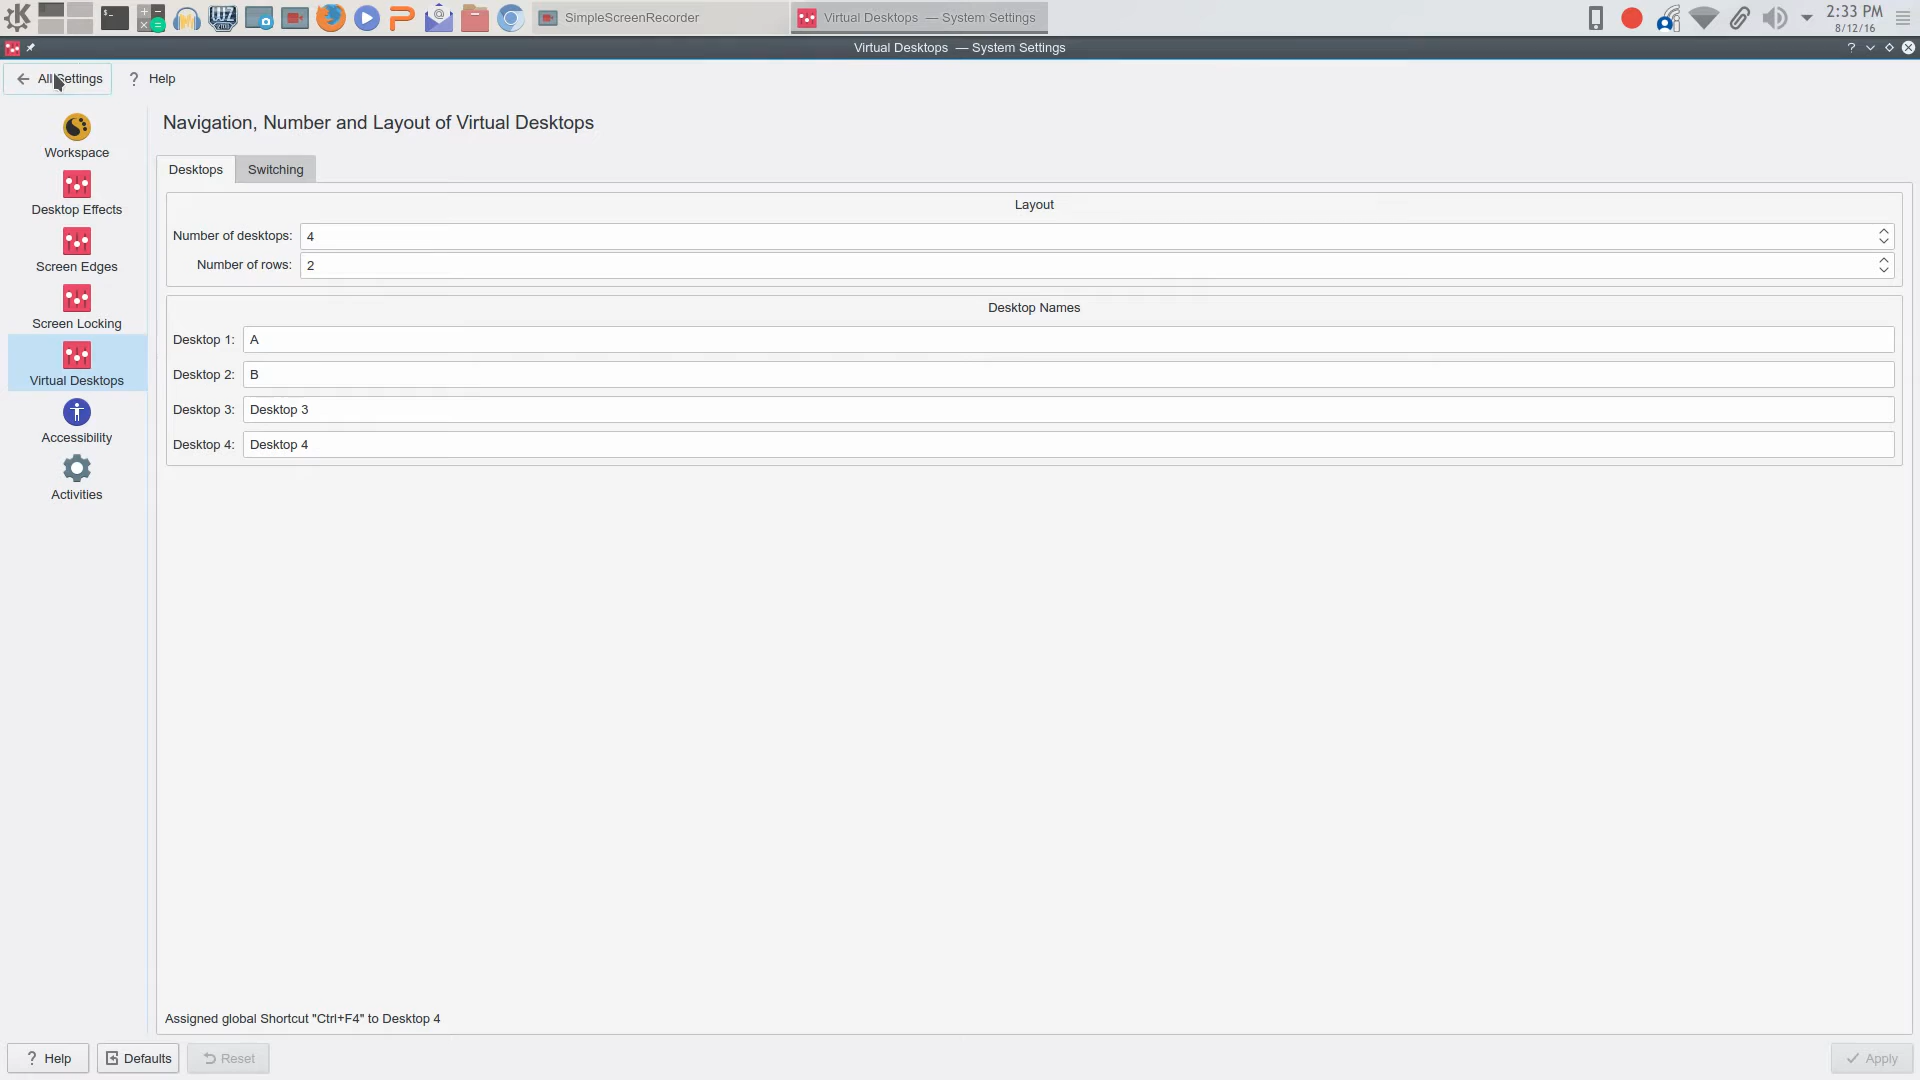 SimpleScreenRecorder
Virtual Desktops — System Settings
2:33 PM
8/12/16
Virtual Desktops — System Settings
All Settings
? Help
Workspace
Desktop Effects
Screen Edges
Screen Locking
Virtual Desktops
Accessibility
Activities
Navigation, Number and Layout of Virtual Desktops
Desktops
Switching
Layout
Number of desktops: 4
Number of rows: 2
Desktop Names
Desktop 1: A
Desktop 2: B
Desktop 3: Desktop 3
Desktop 4: Desktop 4
Assigned global Shortcut "Ctrl+F4" to Desktop 4
? Help
Defaults
Reset
Apply